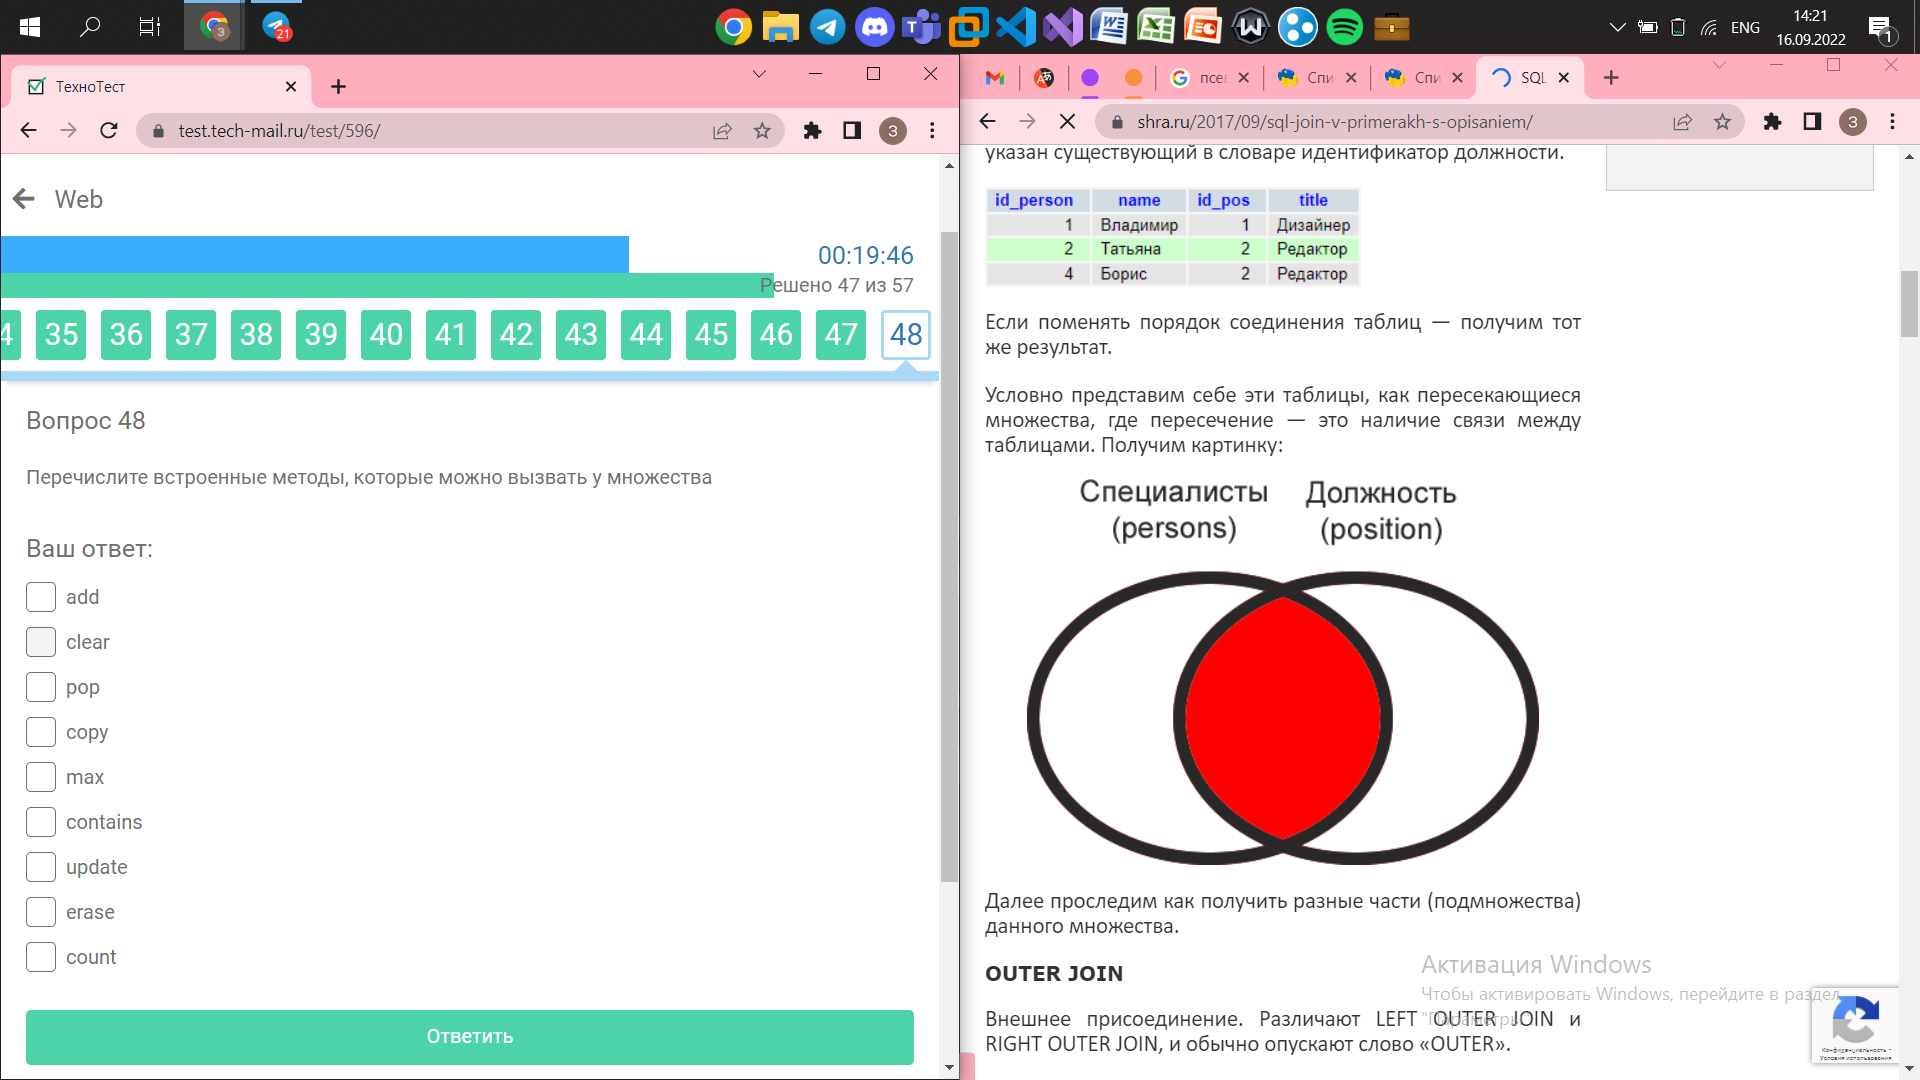 3
21
ENG
14:21
16.09.2022
1
ТехноТест
test.tech-mail.ru/test/596/
3
Web
00:19:46
Решено 47 из 57
4 35 36 37 38 39 40 41 42 43 44 45 46 47 48
Вопрос 48
Перечислите встроенные методы, которые можно вызвать у множества
Ваш ответ:
add
clear
pop
copy
max
contains
update
erase
count
Ответить
псе
Спи
Спи
SQL
shra.ru/2017/09/sql-join-v-primerakh-s-opisaniem/
3
указан существующий в словаре идентификатор должности.
id_person name id_pos title
1 Владимир 1 Дизайнер
2 Татьяна 2 Редактор
4 Борис 2 Редактор
Если поменять порядок соединения таблиц — получим тот
же результат.
Условно представим себе эти таблицы, как пересекающиеся
множества, где пересечение — это наличие связи между
таблицами. Получим картинку:
Специалисты
(persons)
Должность
(position)
Далее проследим как получить разные части (подмножества)
данного множества.
OUTER JOIN
Внешнее присоединение. Различают LEFT OUTER JOIN и
RIGHT OUTER JOIN, и обычно опускают слово «OUTER».
Активация Windows
Чтобы активировать Windows, перейдите в раздел
"Параметры".
Конфиденциальность -
Условия использования